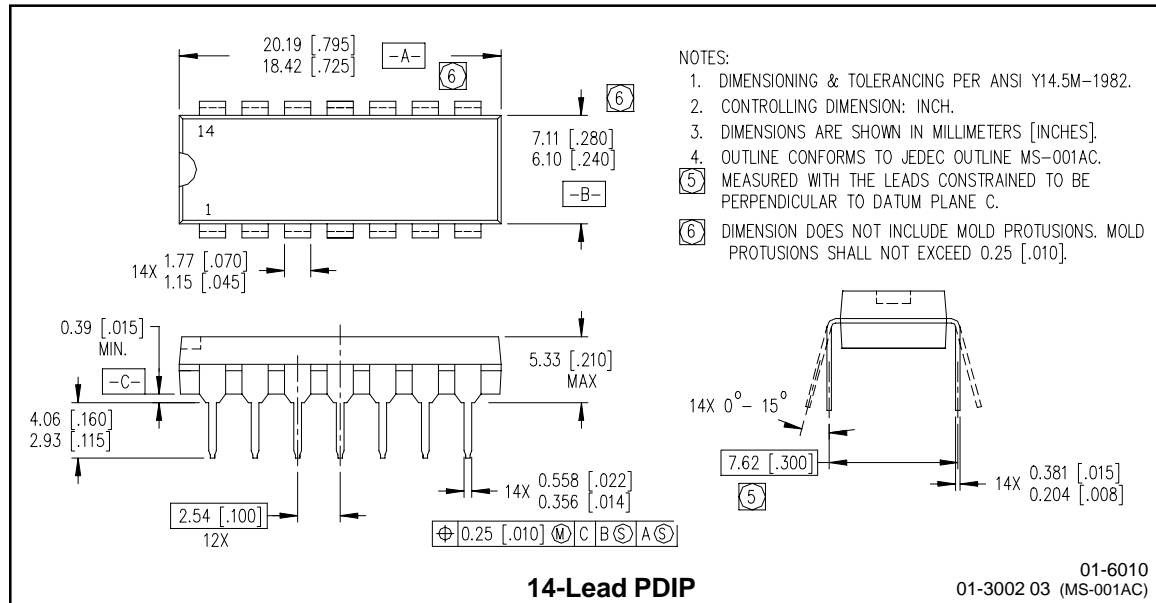 20.19 [.795]
18.42 [.725]
-A-
6
6
14
1
7.11 [.280]
6.10 [.240]
-B-
14X 1.77 [.070]
1.15 [.045]
NOTES:
1. DIMENSIONING & TOLERANCING PER ANSI Y14.5M-1982.
2. CONTROLLING DIMENSION: INCH.
3. DIMENSIONS ARE SHOWN IN MILLIMETERS [INCHES].
4. OUTLINE CONFORMS TO JEDEC OUTLINE MS-001AC.
5 MEASURED WITH THE LEADS CONSTRAINED TO BE
PERPENDICULAR TO DATUM PLANE C.
6 DIMENSION DOES NOT INCLUDE MOLD PROTUSIONS. MOLD
PROTUSIONS SHALL NOT EXCEED 0.25 [.010].
0.39 [.015]
MIN.
-C-
4.06 [.160]
2.93 [.115]
5.33 [.210]
MAX
2.54 [.100]
12X
14X 0.558 [.022]
0.356 [.014]
⌖ 0.25 [.010] Ⓜ C B Ⓢ A Ⓢ
14X 0°- 15°
7.62 [.300]
5
14X 0.381 [.015]
0.204 [.008]
14-Lead PDIP
01-6010
01-3002 03 (MS-001AC)